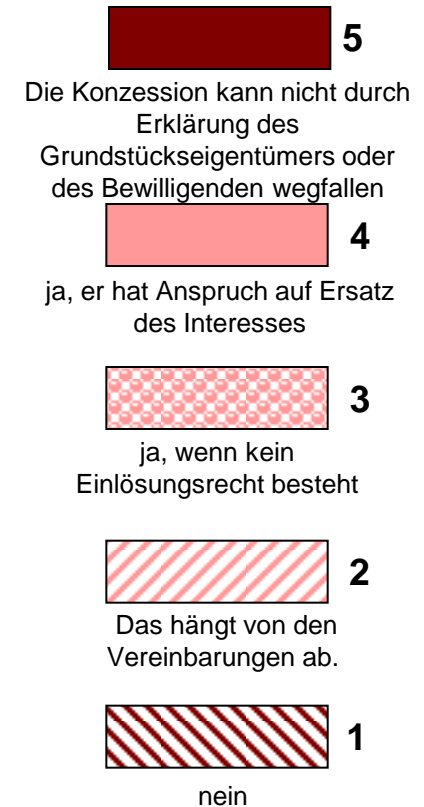 5
Die Konzession kann nicht durch
Erklärung des
Grundstückseigentümers oder
des Bewilligenden wegfallen
4
ja, er hat Anspruch auf Ersatz
des Interesses
3
ja, wenn kein
Einlösungsrecht besteht
2
Das hängt von den
Vereinbarungen ab.
1
nein